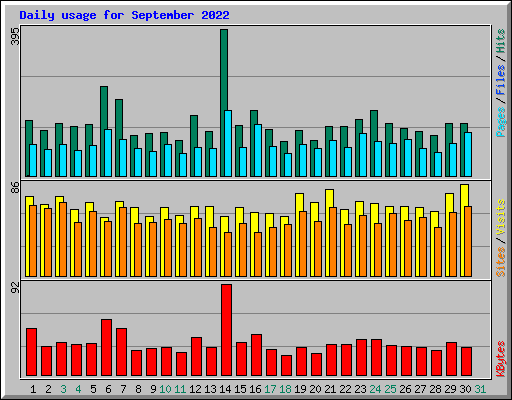 Daily usage for September 2022
395
Pages / Files / Hits
86
Sites / Visits
92
KBytes
1 2 3 4 5 6 7 8 9 10 11 12 13 14 15 16 17 18 19 20 21 22 23 24 25 26 27 28 29 30 31